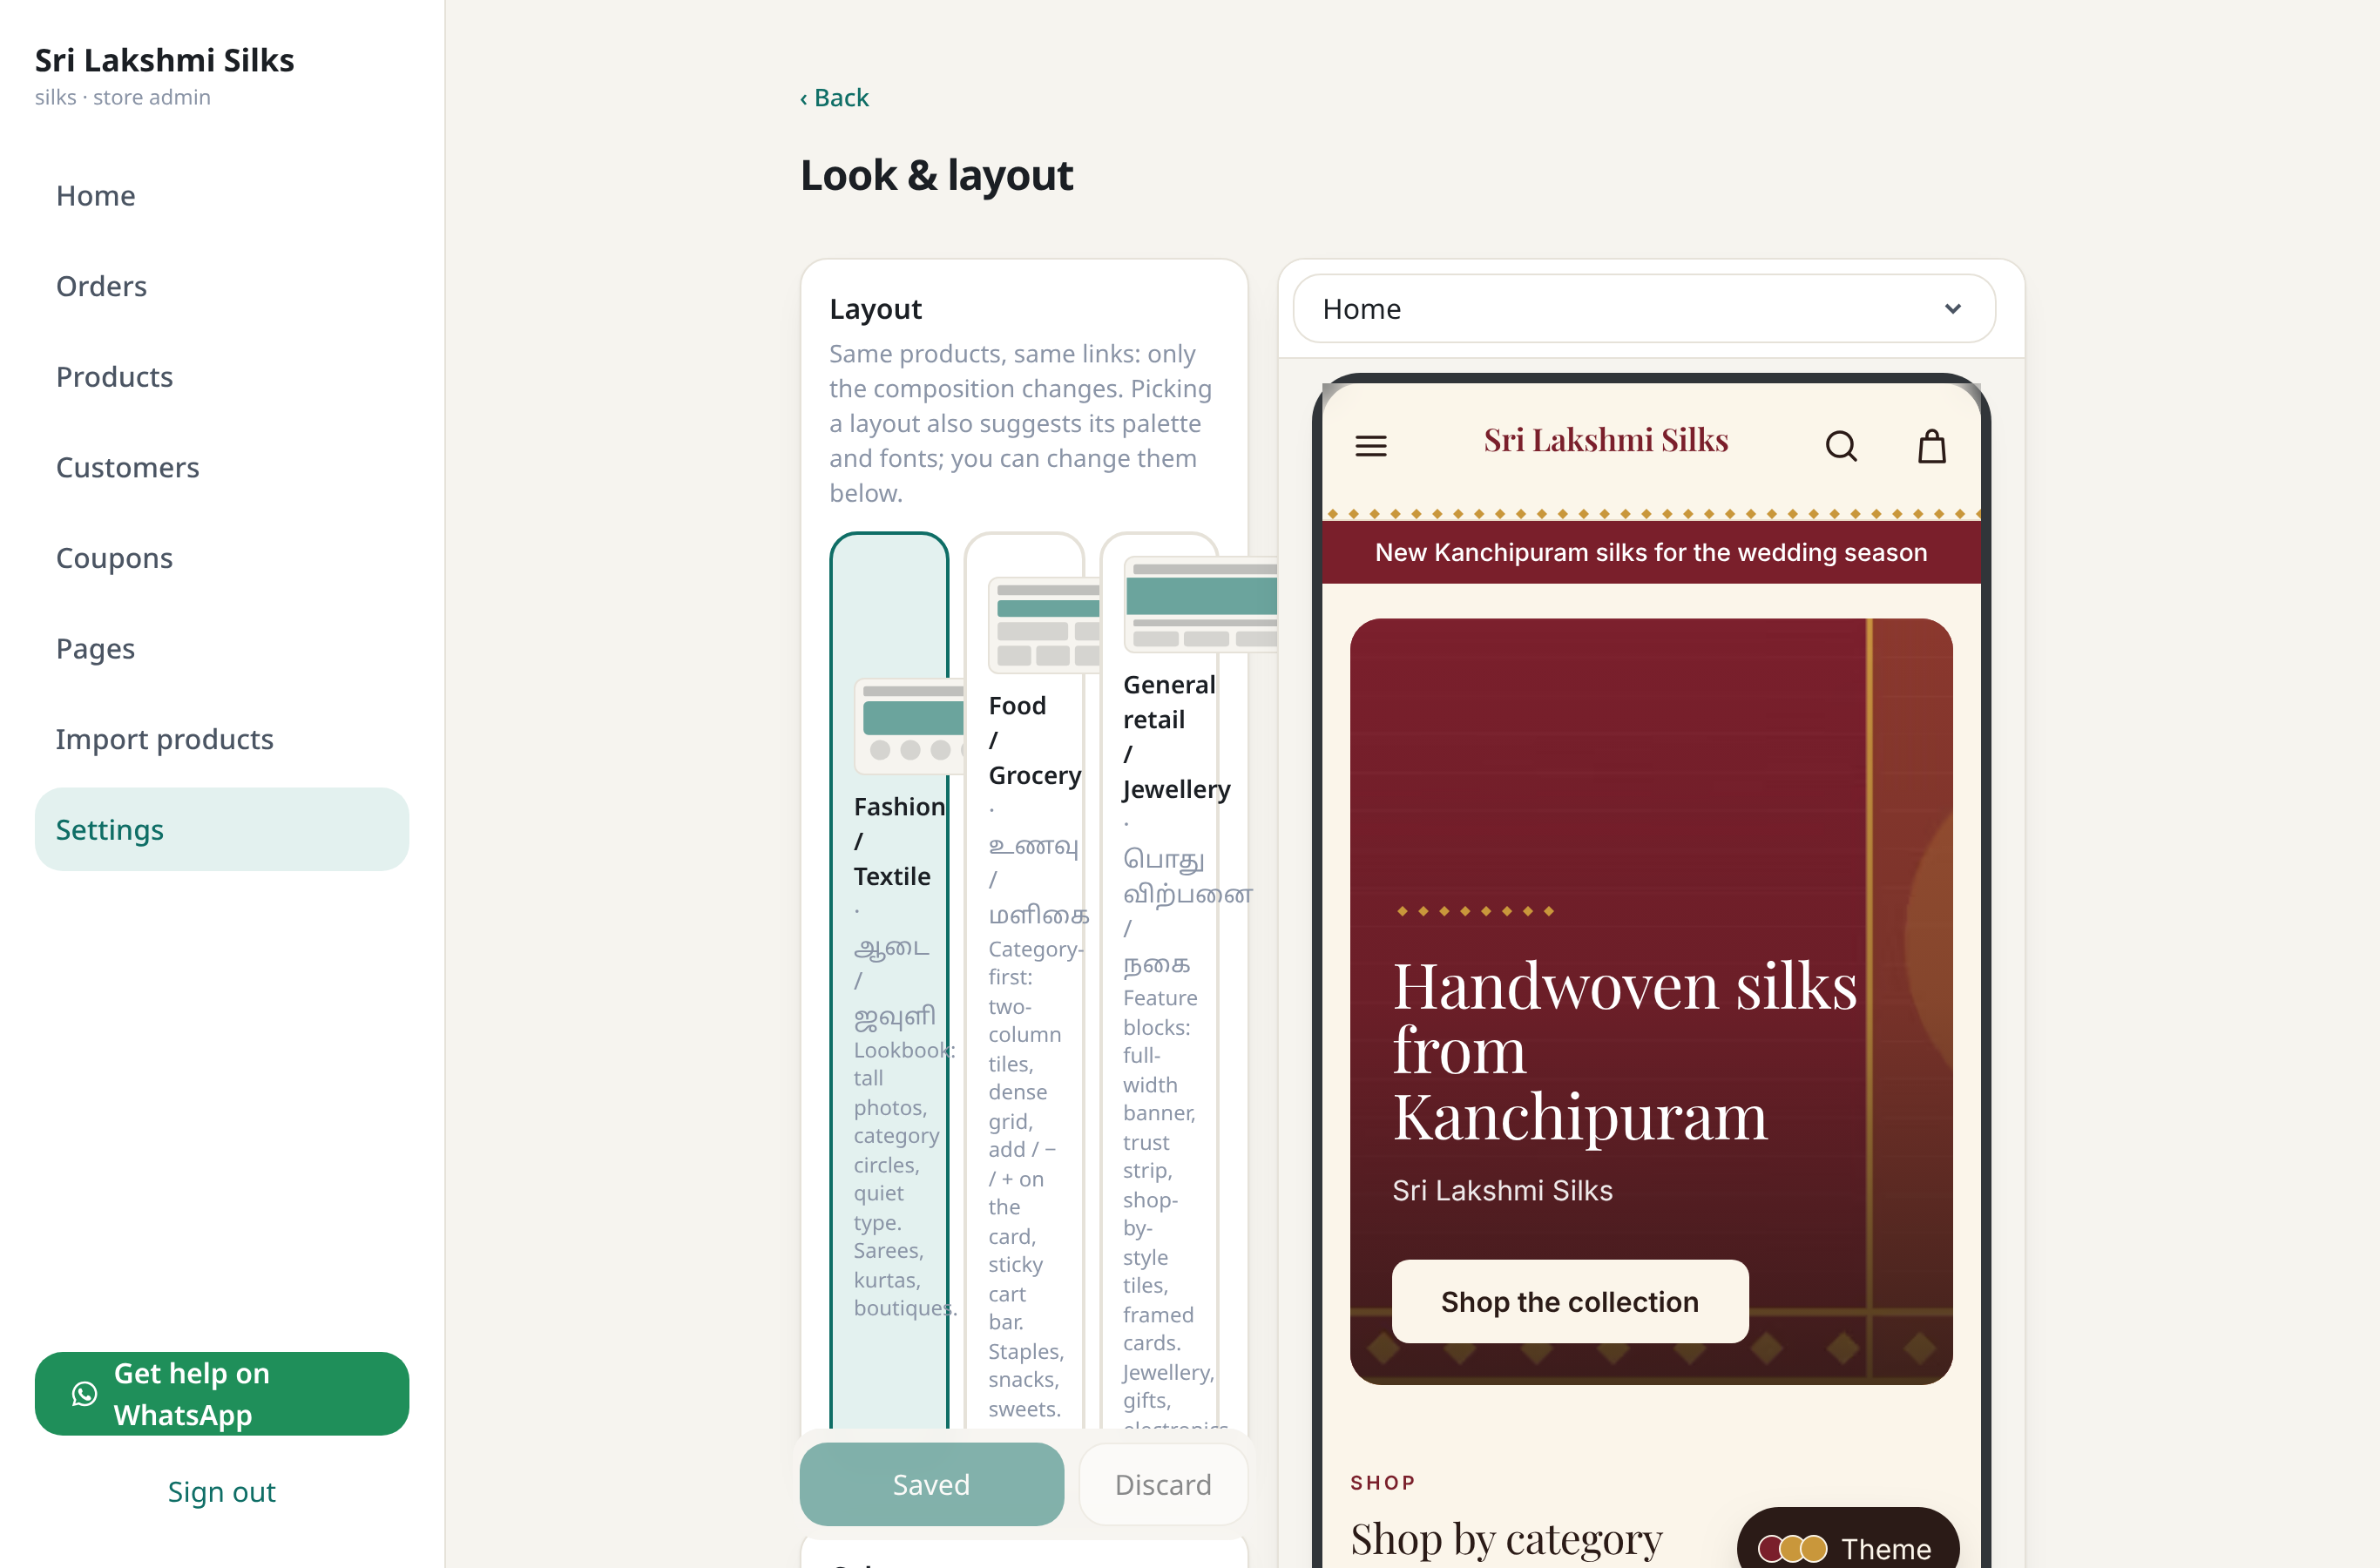 Sri Lakshmi Silks
silks · store admin
Home
Orders
Products
Customers
Coupons
Pages
Import products
Settings
Get help on
WhatsApp
Sign out
‹ Back
Look & layout
Layout
Same products, same links: only
the composition changes. Picking
a layout also suggests its palette
and fonts; you can change them
below.
Fashion
/
Textile
·
ஆடை
/
ஜவுளி
Lookbook:
tall
photos,
category
circles,
quiet
type.
Sarees,
kurtas,
boutiques.
Food
/
Grocery
·
உணவு
/
மளிகை
Category-
first:
two-
column
tiles,
dense
grid,
add / −
/ + on
the
card,
sticky
cart
bar.
Staples,
snacks,
sweets.
General
retail
/
Jewellery
·
பொது
விற்பனை
/
நகை
Feature
blocks:
full-
width
banner,
trust
strip,
shop-
by-
style
tiles,
framed
cards.
Jewellery,
gifts,
Saved
Discard
Home
Sri Lakshmi Silks
New Kanchipuram silks for the wedding season
Handwoven silks
from
Kanchipuram
Sri Lakshmi Silks
Shop the collection
SHOP
Shop by category
Theme